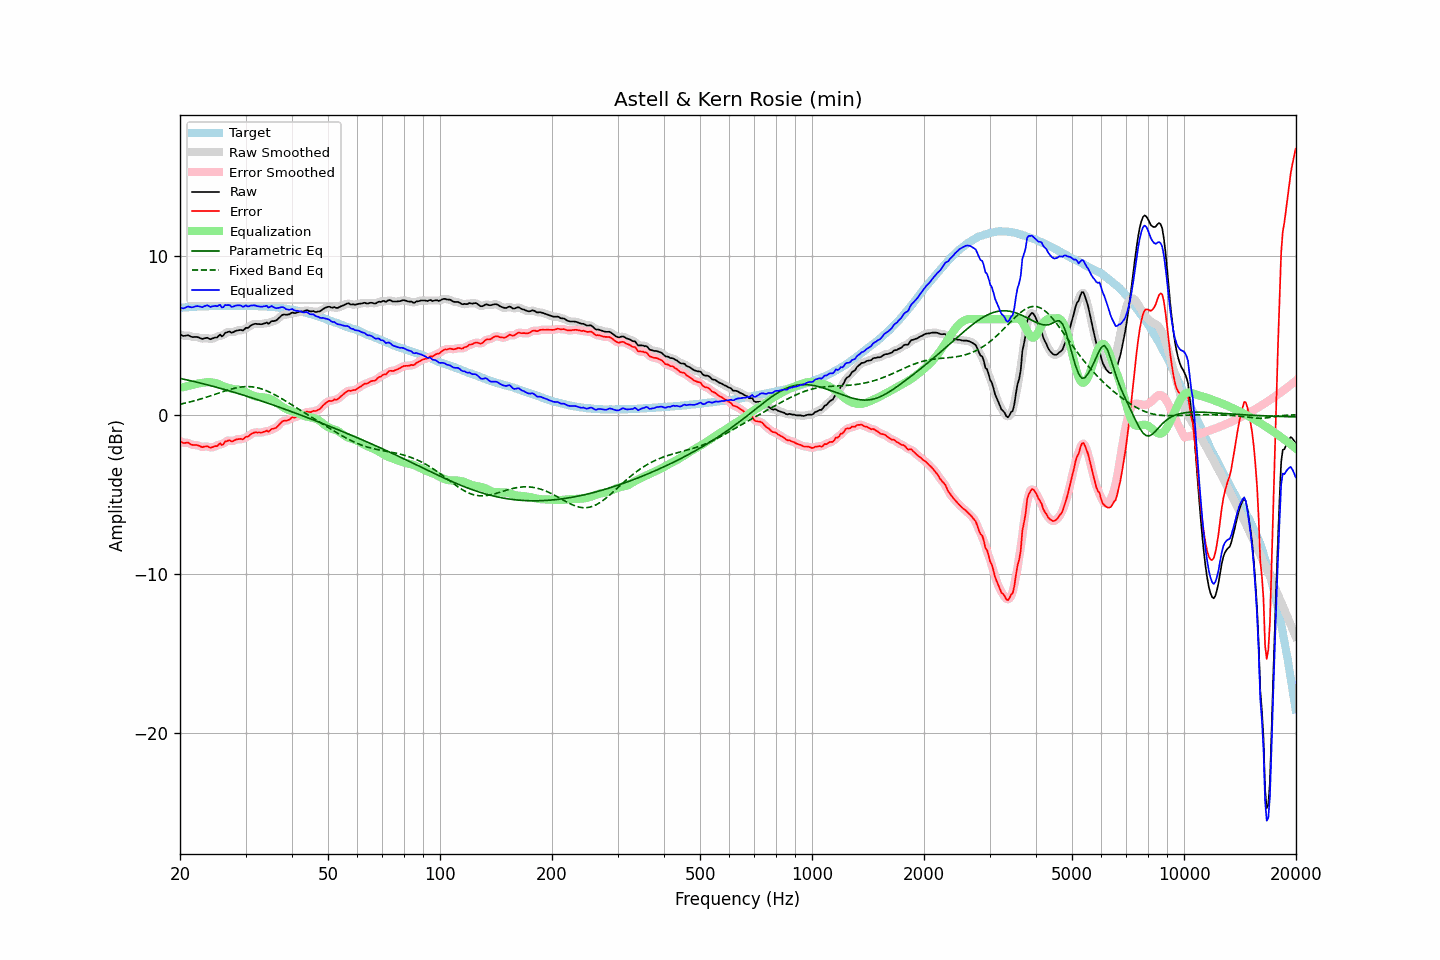 Astell & Kern Rosie (min)
Target
Raw Smoothed
Error Smoothed
Raw
Error
Equalization
Parametric Eq
Fixed Band Eq
Equalized
10
0
−10
−20
Amplitude (dBr)
20 50 100 200 500 1000 2000 5000 10000 20000
Frequency (Hz)